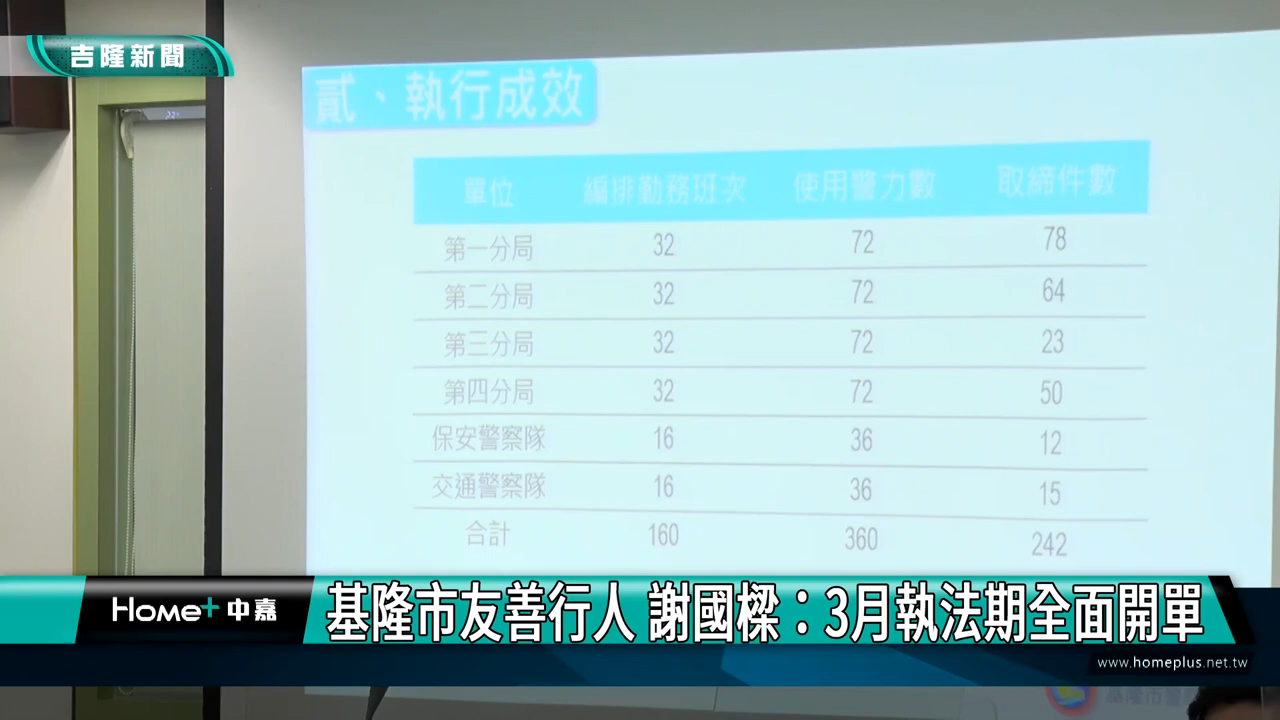 吉隆新聞
貳、執行成效
單位 編排勤務班次 使用警力數 取締件數
第一分局 32 72 78
第二分局 32 72 64
第三分局 32 72 23
第四分局 32 72 50
保安警察隊 16 36 12
交通警察隊 16 36 15
合計 160 360 242
Home+中嘉 基隆市友善行人 謝國樑：3月執法期全面開單
www.homeplus.net.tw
基隆市警